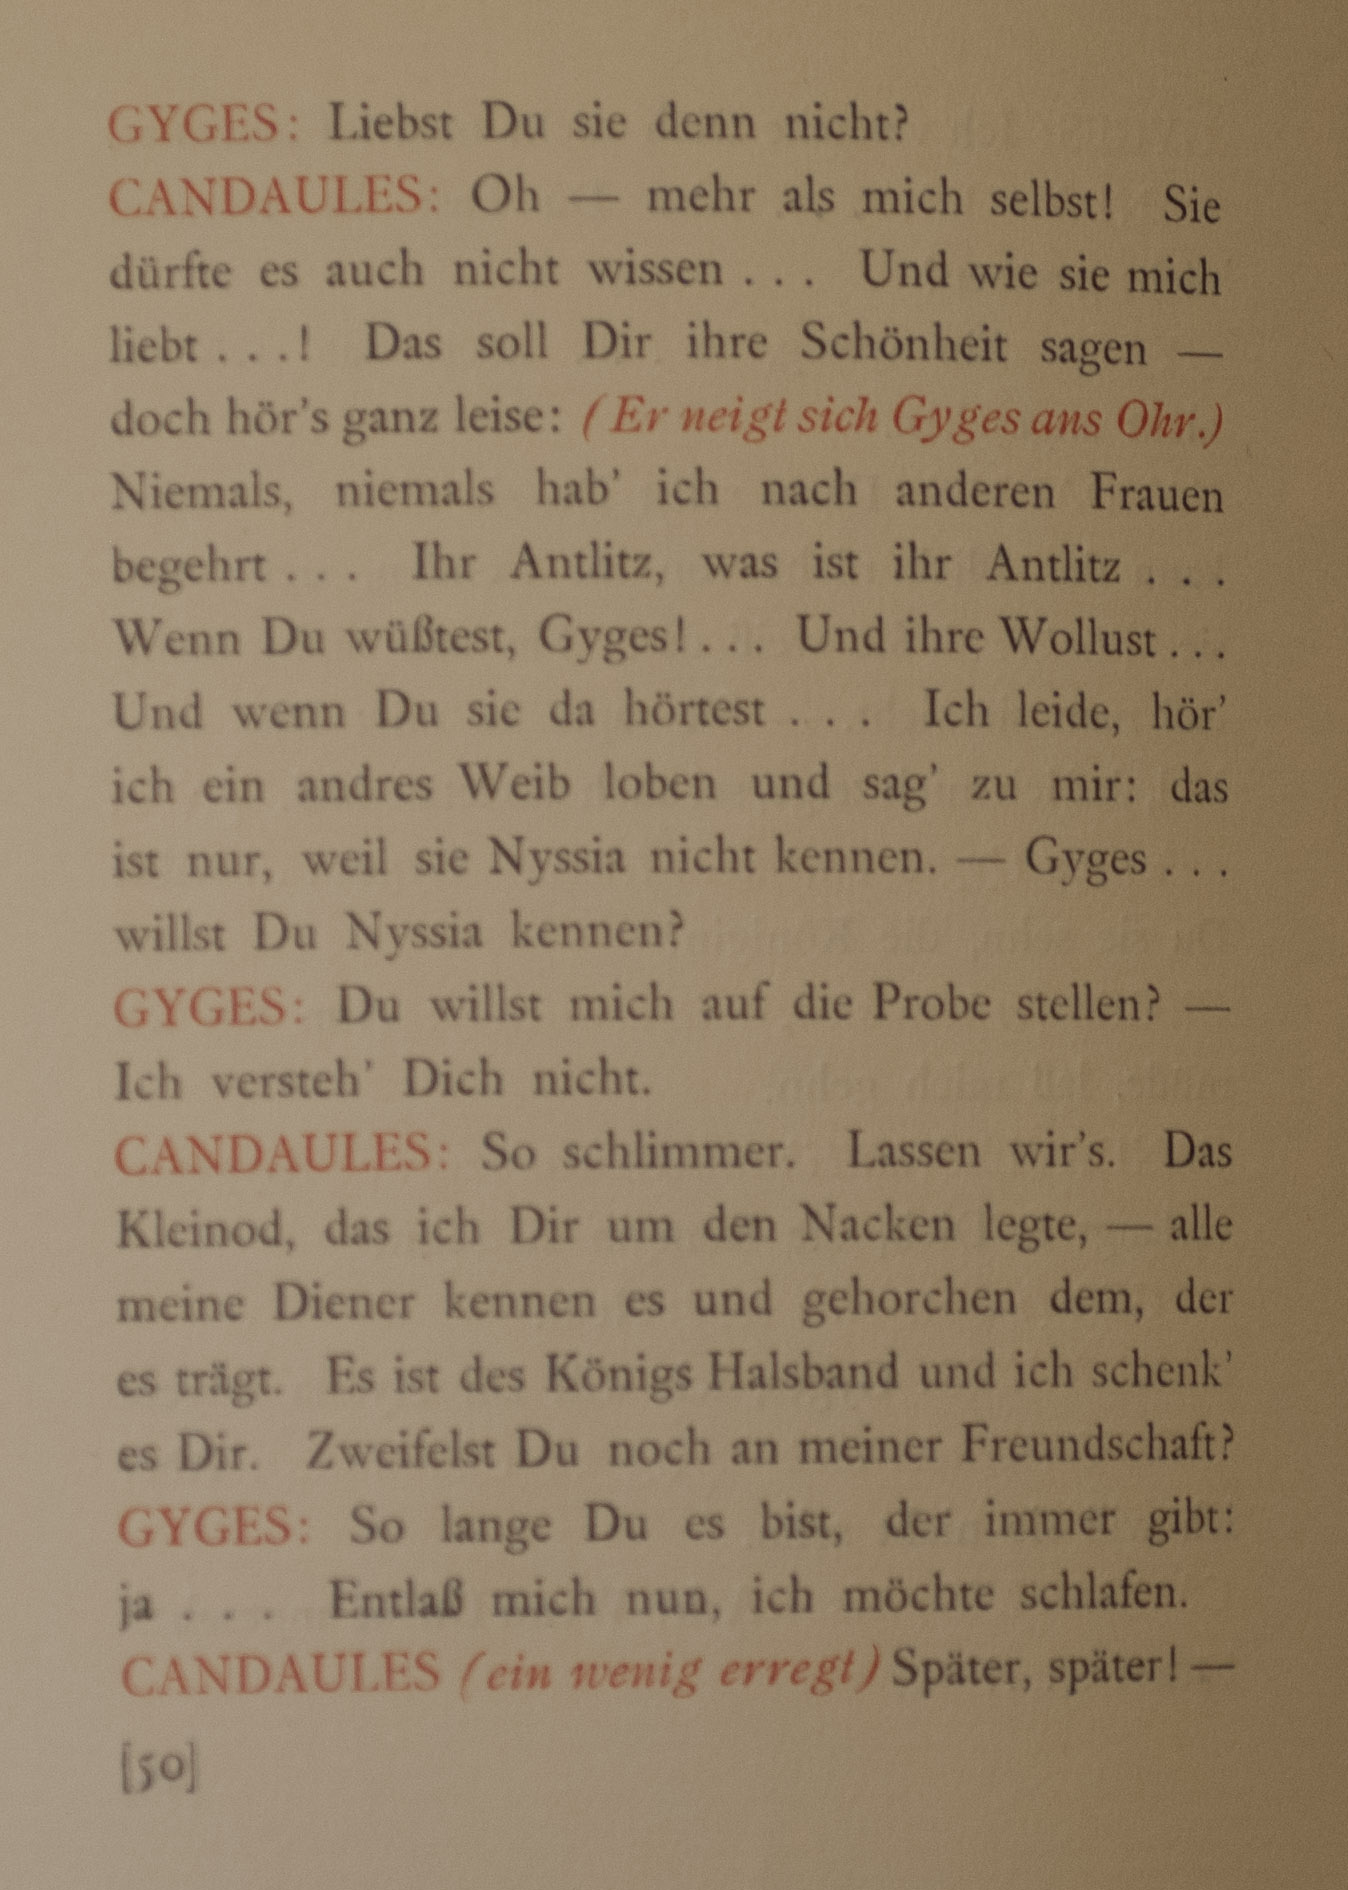 GYGES: Liebst Du sie denn nicht?
CANDAULES: Oh — mehr als mich selbst! Sie
dürfte es auch nicht wissen . . . Und wie sie mich
liebt . . . ! Das soll Dir ihre Schönheit sagen —
doch hör’s ganz leise: (Er neigt sich Gyges ans Ohr.)
Niemals, niemals hab’ ich nach anderen Frauen
begehrt . . . Ihr Antlitz, was ist ihr Antlitz . . .
Wenn Du wüßtest, Gyges! . . . Und ihre Wollust . . .
Und wenn Du sie da hörtest . . . Ich leide, hör’
ich ein andres Weib loben und sag’ zu mir: das
ist nur, weil sie Nyssia nicht kennen. — Gyges . . .
willst Du Nyssia kennen?
GYGES: Du willst mich auf die Probe stellen? —
Ich versteh’ Dich nicht.
CANDAULES: So schlimmer. Lassen wir’s. Das
Kleinod, das ich Dir um den Nacken legte, — alle
meine Diener kennen es und gehorchen dem, der
es trägt. Es ist des Königs Halsband und ich schenk’
es Dir. Zweifelst Du noch an meiner Freundschaft?
GYGES: So lange Du es bist, der immer gibt:
ja . . . Entlaß mich nun, ich möchte schlafen.
CANDAULES (ein wenig erregt) Später, später! —
[50]